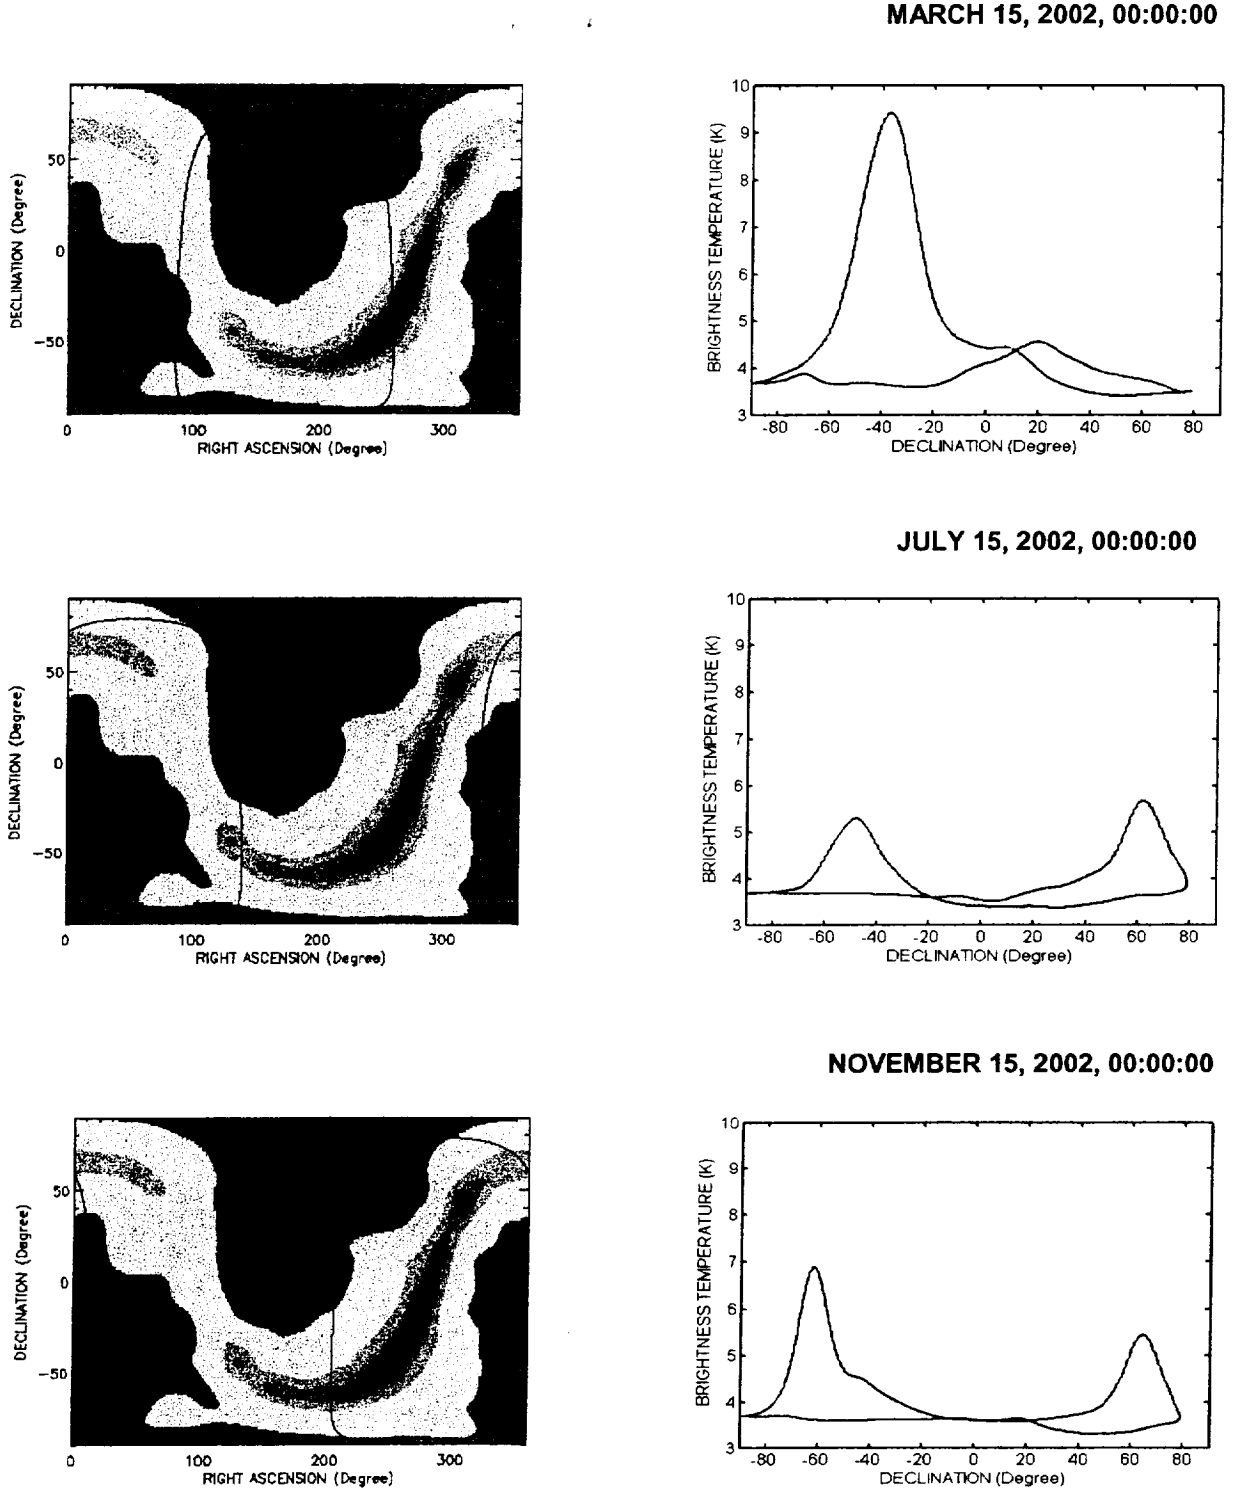 MARCH 15, 2002, 00:00:00
DECLINATION (Degree)
50
0
-50
0 100 200 300
RIGHT ASCENSION (Degree)
BRIGHTNESS TEMPERATURE (K)
10
9
8
7
6
5
4
3
-80 -60 -40 -20 0 20 40 60 80
DECLINATION (Degree)
JULY 15, 2002, 00:00:00
DECLINATION (Degree)
50
0
-50
0 100 200 300
RIGHT ASCENSION (Degree)
BRIGHTNESS TEMPERATURE (K)
10
9
8
7
6
5
4
3
-80 -60 -40 -20 0 20 40 60 80
DECLINATION (Degree)
NOVEMBER 15, 2002, 00:00:00
DECLINATION (Degree)
50
0
-50
0 100 200 300
RIGHT ASCENSION (Degree)
BRIGHTNESS TEMPERATURE (K)
10
9
8
7
6
5
4
3
-80 -60 -40 -20 0 20 40 60 80
DECLINATION (Degree)